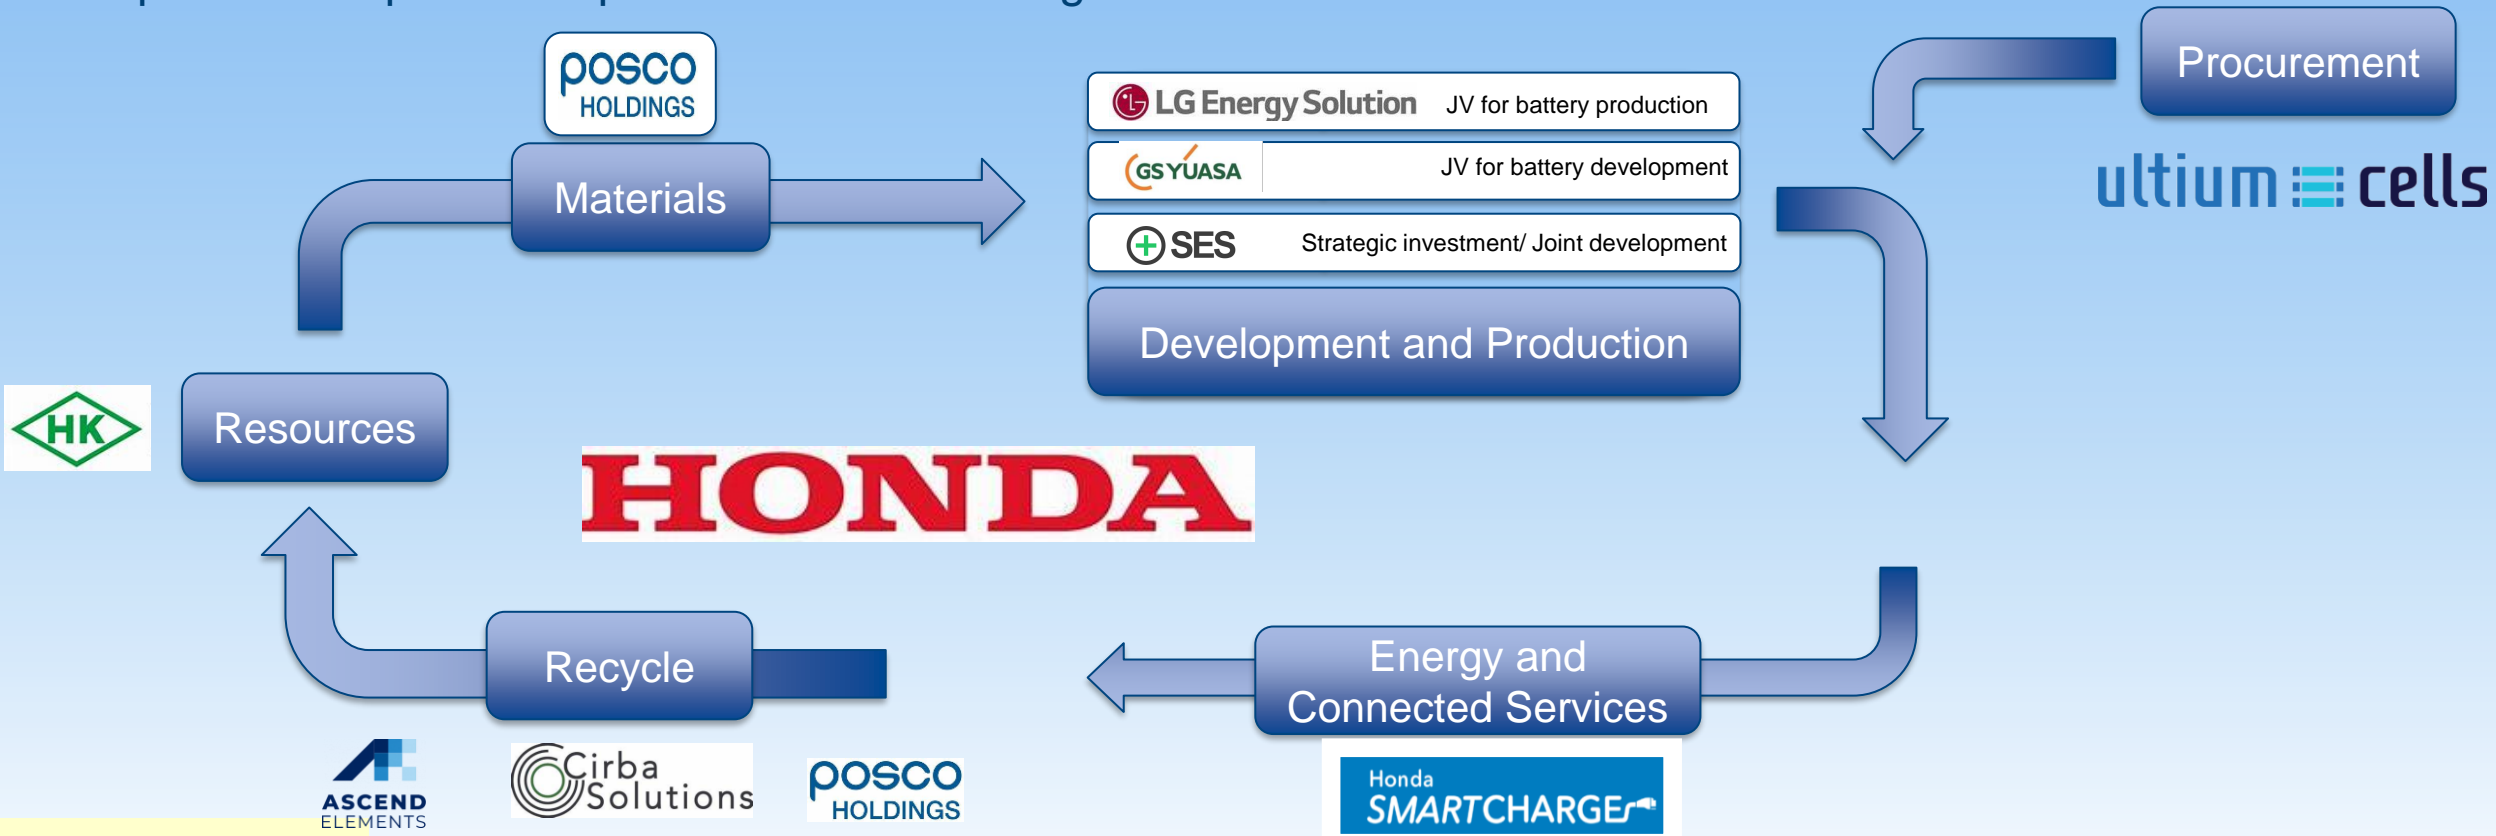 posco
HOLDINGS
Procurement
LG Energy Solution JV for battery production
GS YUASA JV for battery development
ultium cells
Materials
SES Strategic investment/ Joint development
Development and Production
HK
Resources
HONDA
Recycle
Energy and
Connected Services
ASCEND
ELEMENTS
Cirba
Solutions
posco
HOLDINGS
Honda
SMARTCHARGE